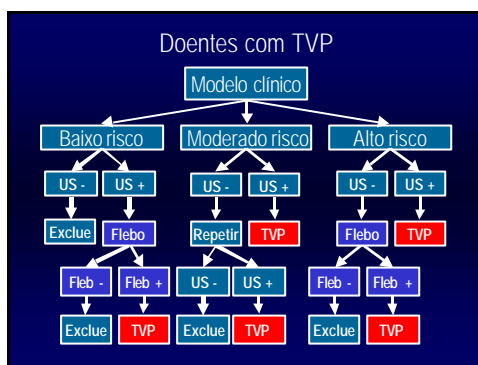 Doentes com TVP
Modelo clínico
Baixo risco Moderado risco Alto risco
US - US + US - US + US - US +
Exclue Flebo Repetir TVP Flebo TVP
Fleb - Fleb + US - US + Fleb - Fleb +
Exclue TVP Exclue TVP Exclue TVP